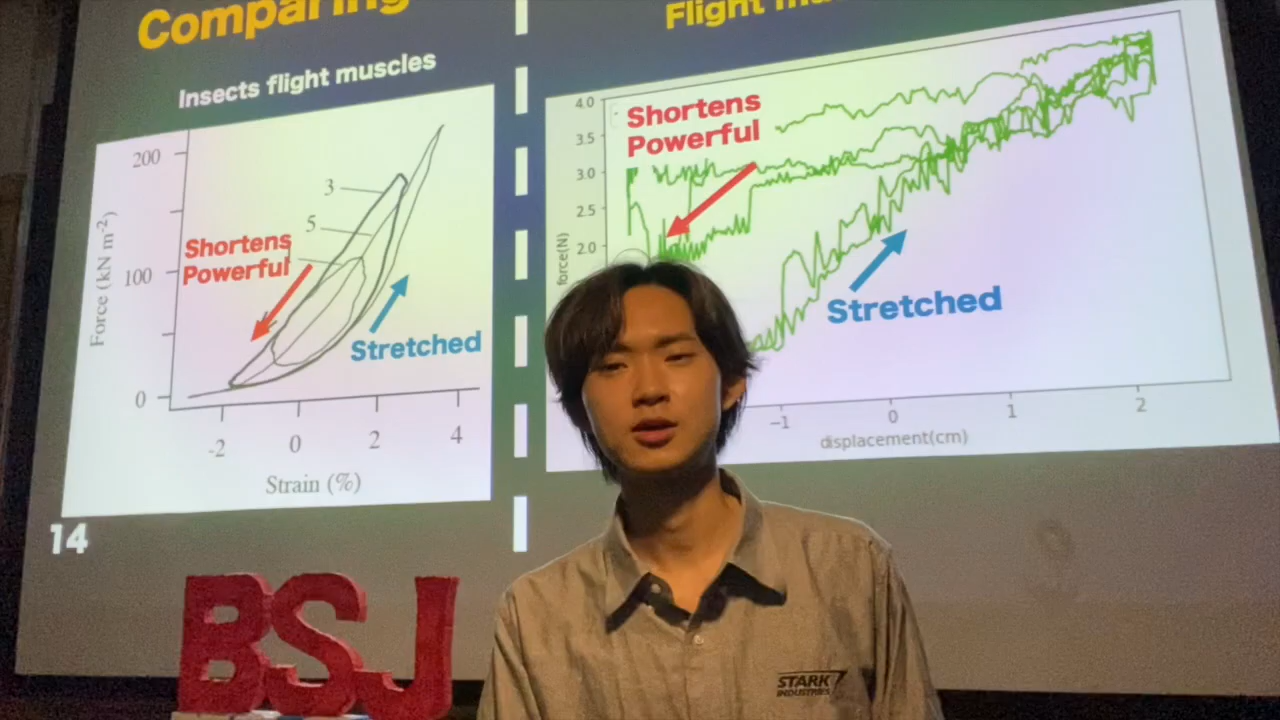 Comparing
Flight
Insects flight muscles
Shortens
Powerful
Stretched
3
5
200
100
0
Force (kN m⁻²)
-2
0
2
4
Strain (%)
Shortens
Powerful
Stretched
4.0
3.5
3.0
2.5
2.0
force(N)
−1
0
1
2
displacement(cm)
14
BSJ
STARK
INDUSTRIES